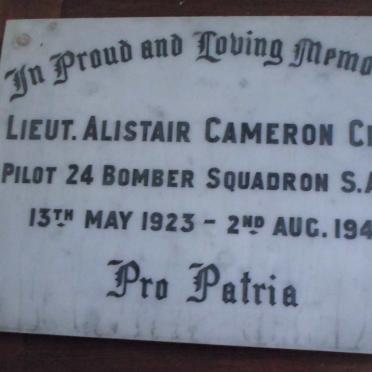 In Proud and Loving
LIEUT. ALISTAIR CAMERON
PILOT 24 BOMBER SQUADRON
13TH MAY 1923 - 2ND AUG.
Pro Patria